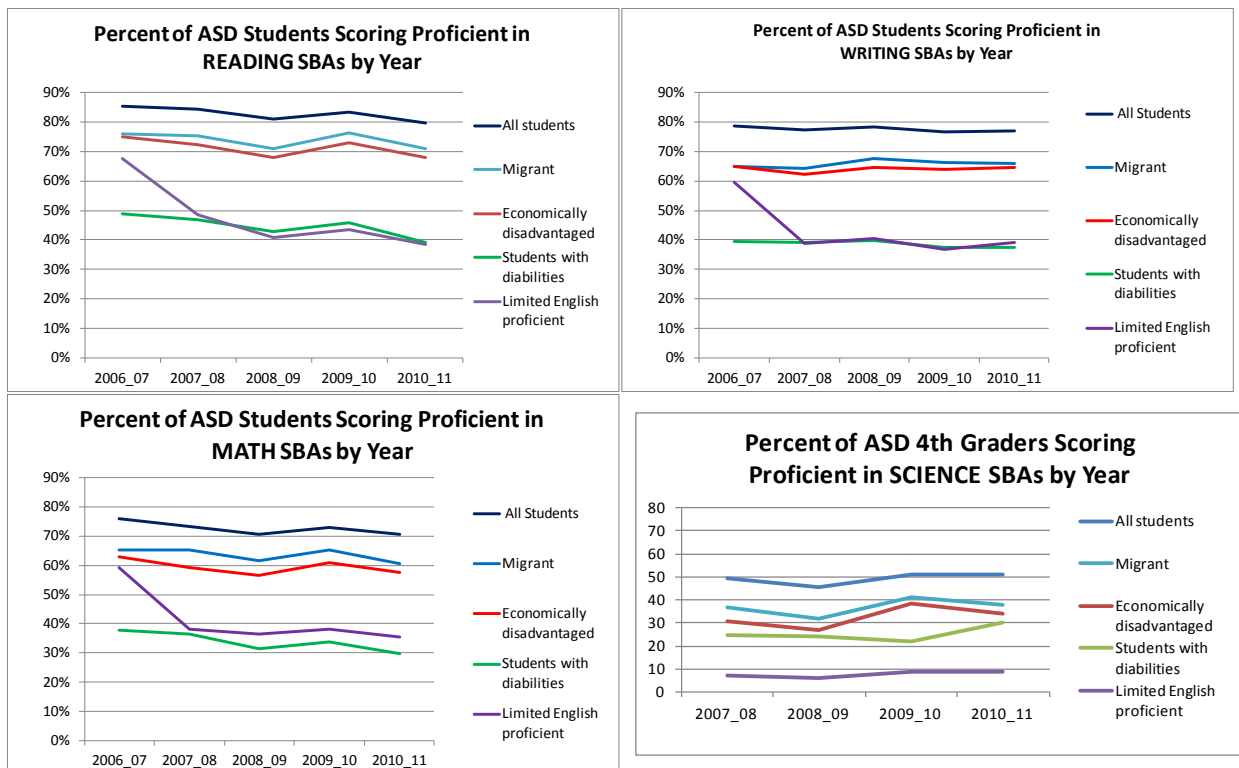 Percent of ASD Students Scoring Proficient in
READING SBAs by Year
90%
80%
70%
60%
50%
40%
30%
20%
10%
0%
2006_07 2007_08 2008_09 2009_10 2010_11
All students
Migrant
Economically
disadvantaged
Students with
diabilities
Limited English
proficient
Percent of ASD Students Scoring Proficient in
WRITING SBAs by Year
90%
80%
70%
60%
50%
40%
30%
20%
10%
0%
2006_07 2007_08 2008_09 2009_10 2010_11
All Students
Migrant
Economically
disadvantaged
Students with
diabilities
Limited English
proficient
Percent of ASD Students Scoring Proficient in
MATH SBAs by Year
90%
80%
70%
60%
50%
40%
30%
20%
10%
0%
2006_07 2007_08 2008_09 2009_10 2010_11
All Students
Migrant
Economically
disadvantaged
Students with
diabilities
Limited English
proficient
Percent of ASD 4th Graders Scoring
Proficient in SCIENCE SBAs by Year
80
70
60
50
40
30
20
10
0
2007_08 2008_09 2009_10 2010_11
All students
Migrant
Economically
disadvantaged
Students with
diabilities
Limited English
proficient